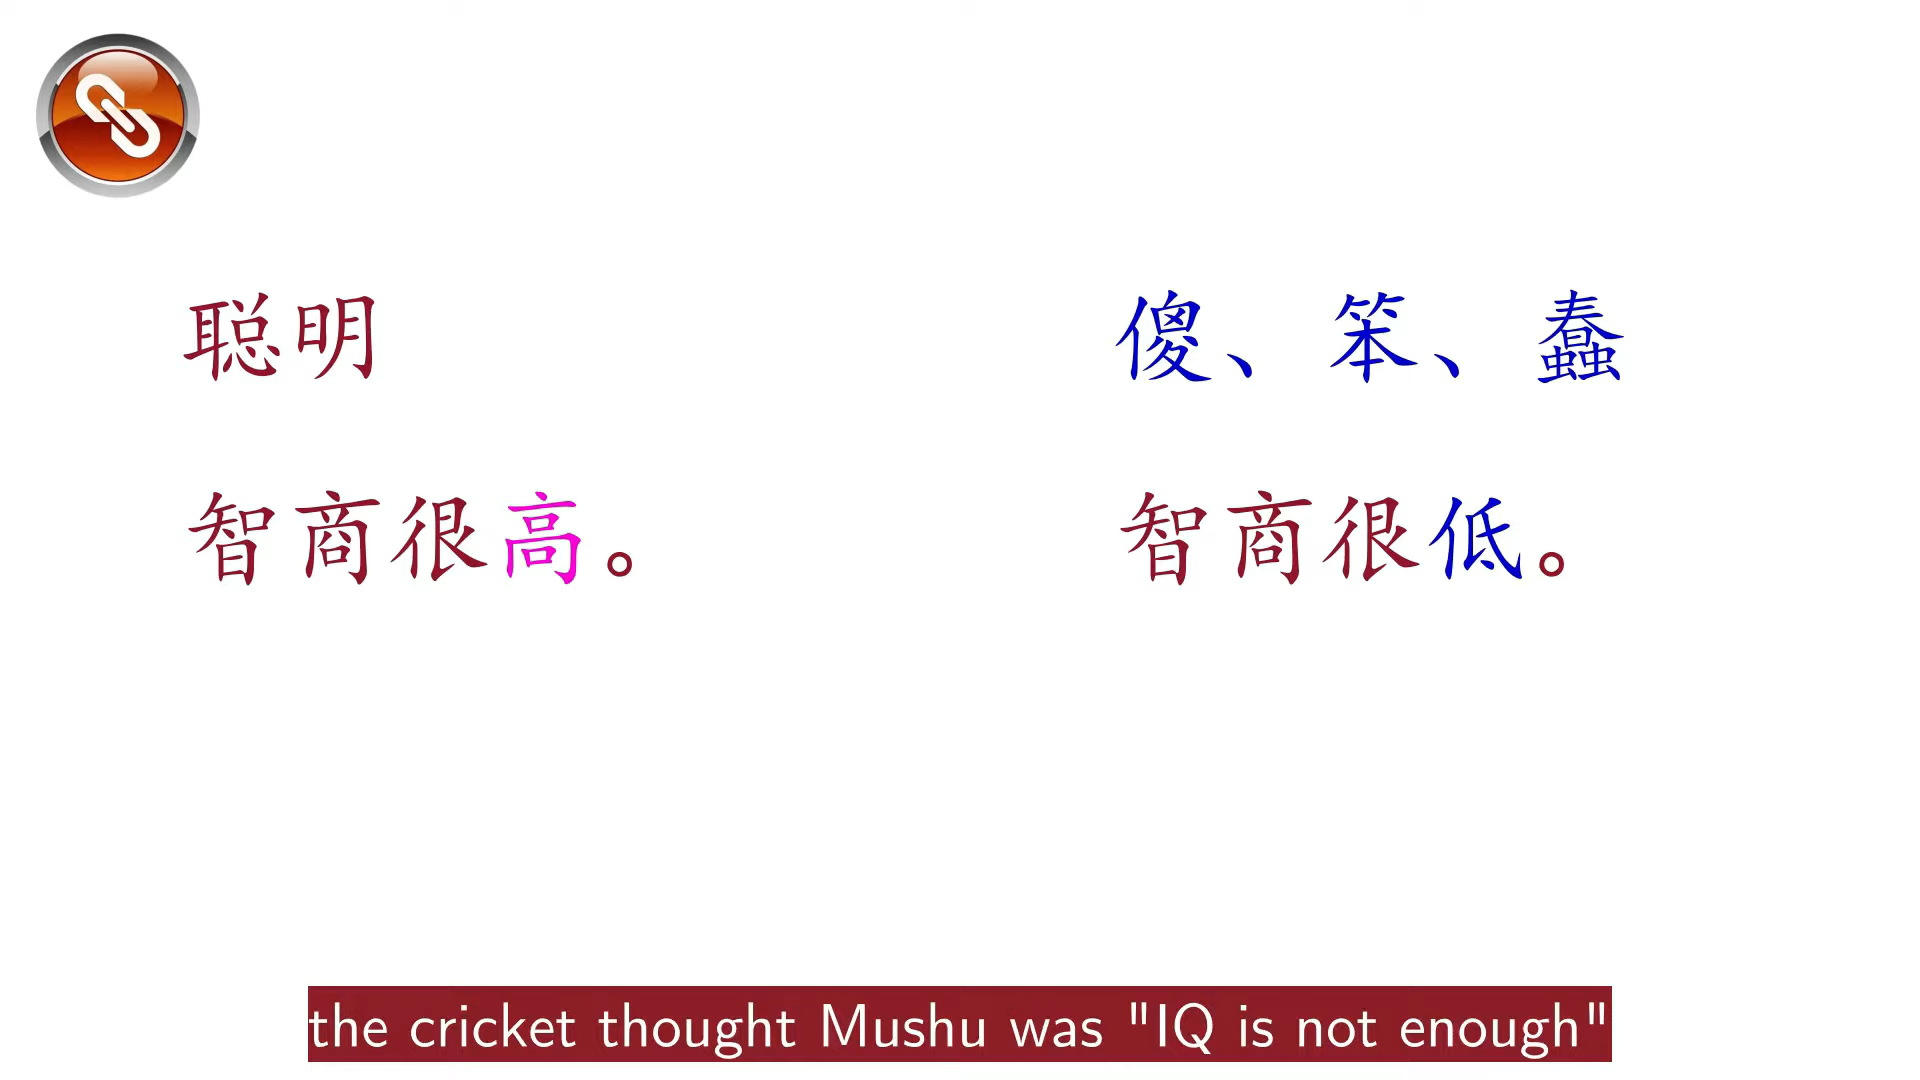 聪明
傻、笨、蠢
智商很高。
智商很低。
the cricket thought Mushu was "IQ is not enough"